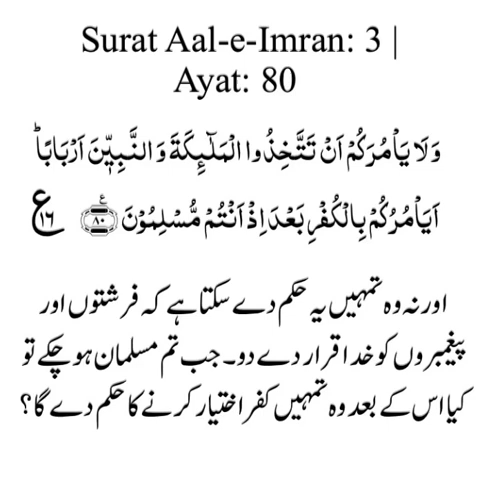 Surat Aal-e-Imran: 3 |
Ayat: 80
وَلَا يَاْمُرَكُمْ اَنْ تَتَّخِذُوا الْمَلٰٓئِكَةَ وَالنَّبِيّٖنَ اَرْبَابًا ؕ
اَيَاْمُرُكُمْ بِالْكُفْرِ بَعْدَ اِذْ اَنْتُمْ مُّسْلِمُوْنَ ۸۰ ع ۱۶
اور نہ وہ تمہیں یہ حکم دے سکتا ہے کہ فرشتوں اور
پیغمبروں کو خدا قرار دے دو۔ جب تم مسلمان ہو چکے تو
کیا اس کے بعد وہ تمہیں کفر اختیار کرنے کا حکم دے گا؟